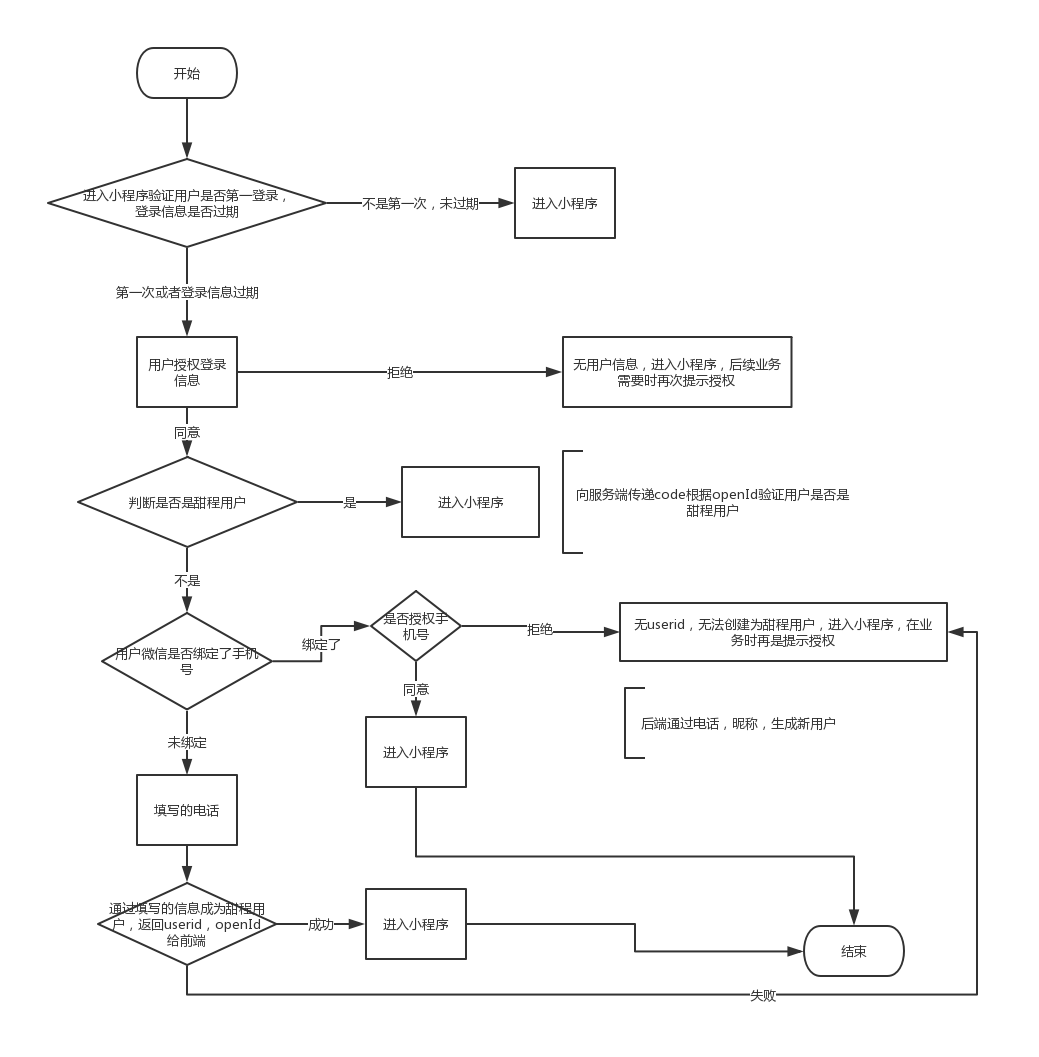 开始
进入小程序验证用户是否第一登录，
登录信息是否过期
不是第一次，未过期
进入小程序
第一次或者登录信息过期
用户授权登录
信息
拒绝
无用户信息，进入小程序，后续业务
需要时再次提示授权
同意
判断是否是甜程用户
是
进入小程序
向服务端传递code根据openId验证用户是否是
甜程用户
不是
用户微信是否绑定了手机
号
绑定了
是否授权手
机号
拒绝
无userid，无法创建为甜程用户，进入小程序，在业
务时再是提示授权
同意
后端通过电话，昵称，生成新用户
未绑定
进入小程序
填写的电话
通过填写的信息成为甜程用
户，返回userid，openId
给前端
成功
进入小程序
结束
失败